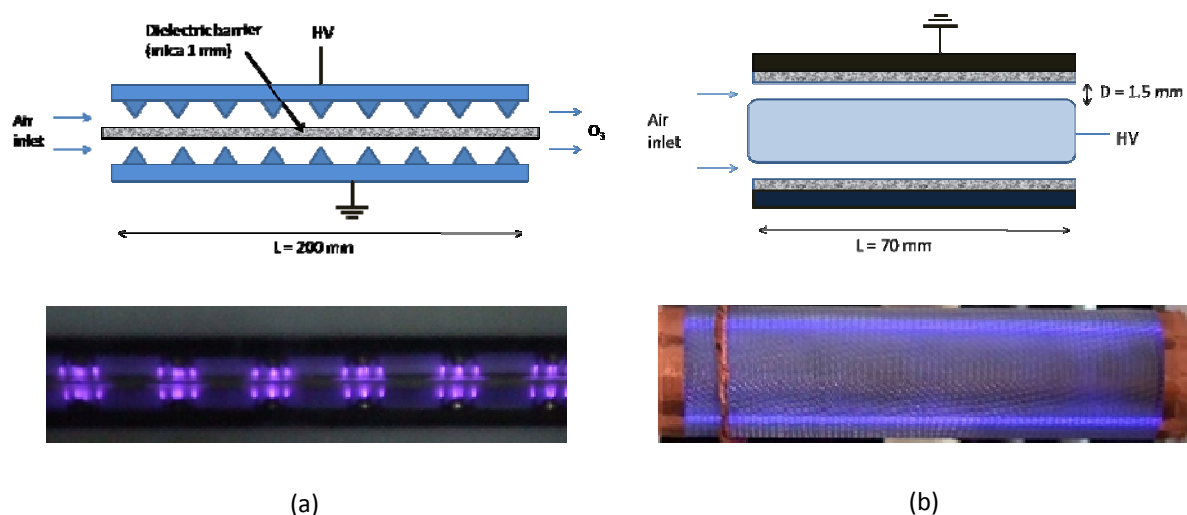 Dielectric barrier
(mica 1 mm)
HV
Air
inlet
O₃
L = 200 mm
D = 1.5 mm
Air
inlet
HV
L = 70 mm
(a)
(b)